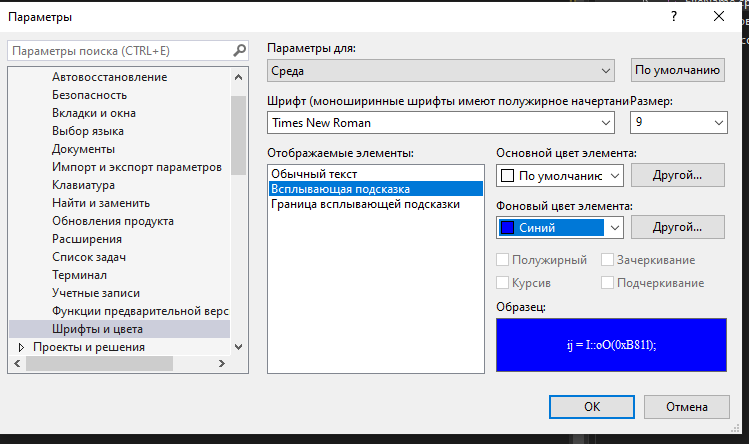 Параметры
?
Параметры поиска (CTRL+E)
Автовосстановление
Безопасность
Вкладки и окна
Выбор языка
Документы
Импорт и экспорт параметров
Клавиатура
Найти и заменить
Обновления продукта
Расширения
Список задач
Терминал
Учетные записи
Функции предварительной верс
Шрифты и цвета
Проекты и решения
Параметры для:
Среда
По умолчанию
Шрифт (моноширинные шрифты имеют полужирное начертани
Размер:
Times New Roman
9
Отображаемые элементы:
Обычный текст
Всплывающая подсказка
Граница всплывающей подсказки
Основной цвет элемента:
По умолчанию
Другой...
Фоновый цвет элемента:
Синий
Другой...
Полужирный
Зачеркивание
Курсив
Подчеркивание
Образец:
ij = I::oO(0xB81l);
ОК
Отмена